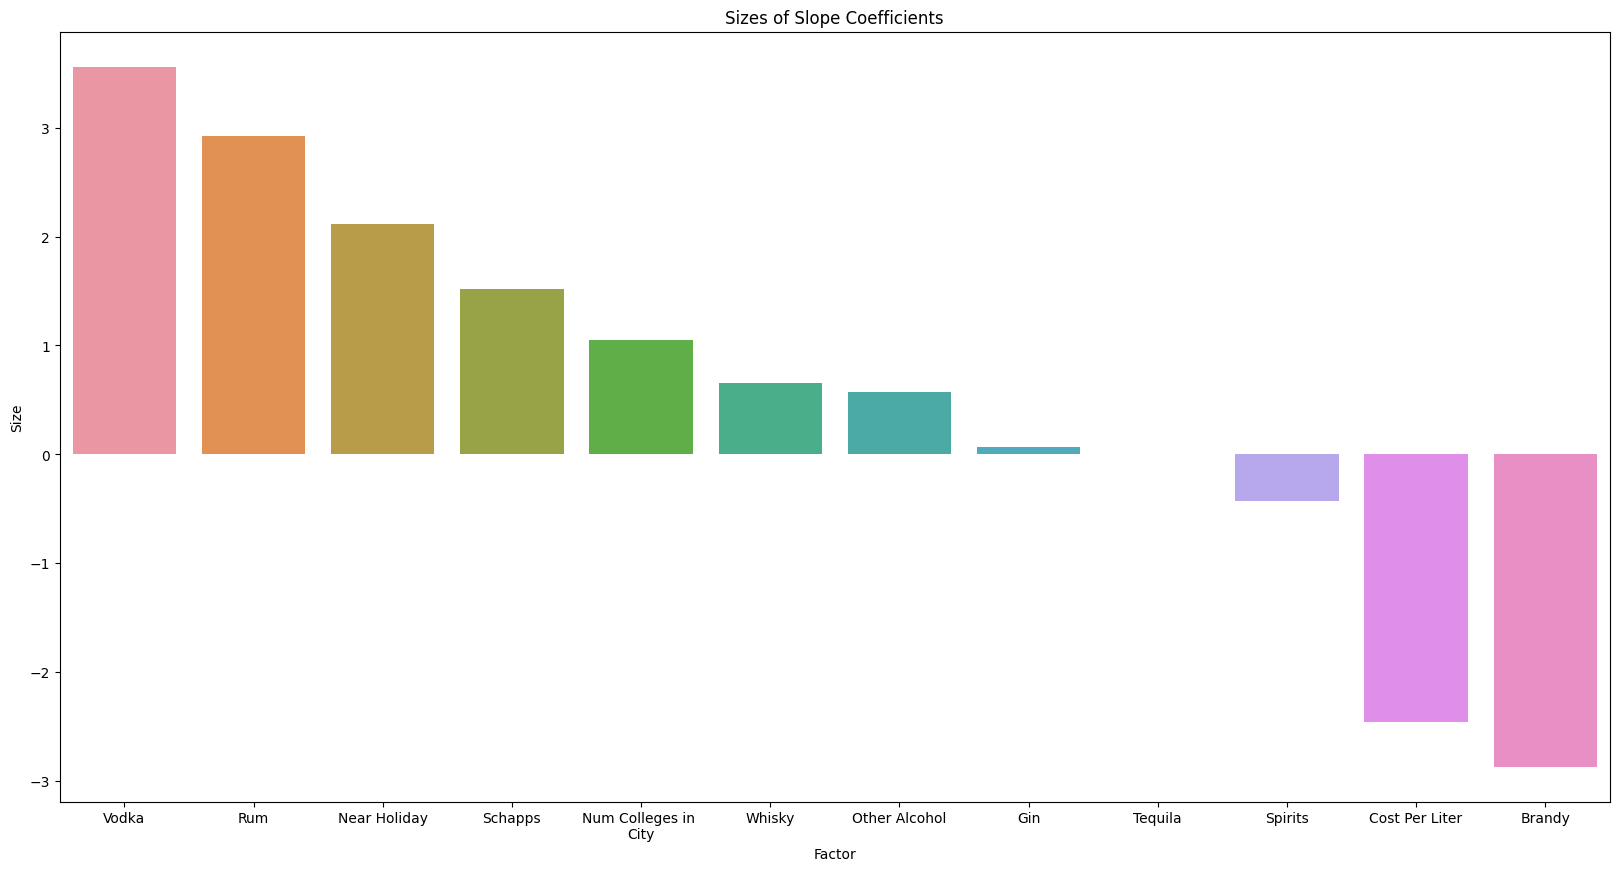 Sizes of Slope Coefficients
3
2
1
0
−1
−2
−3
Size
Vodka
Rum
Near Holiday
Schapps
Num Colleges in
City
Whisky
Other Alcohol
Gin
Tequila
Spirits
Cost Per Liter
Brandy
Factor